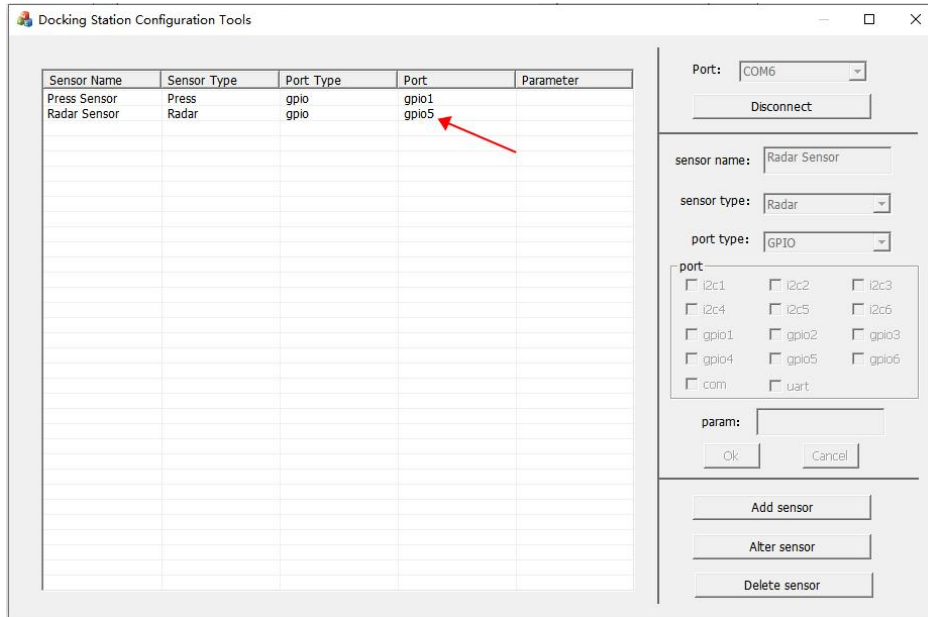 Docking Station Configuration Tools
Sensor Name Sensor Type Port Type Port Parameter
Press Sensor Press gpio gpio1
Radar Sensor Radar gpio gpio5
Port: COM6
Disconnect
sensor name: Radar Sensor
sensor type: Radar
port type: GPIO
port
i2c1 i2c2 i2c3
i2c4 i2c5 i2c6
gpio1 gpio2 gpio3
gpio4 gpio5 gpio6
com uart
param:
Ok Cancel
Add sensor
Alter sensor
Delete sensor